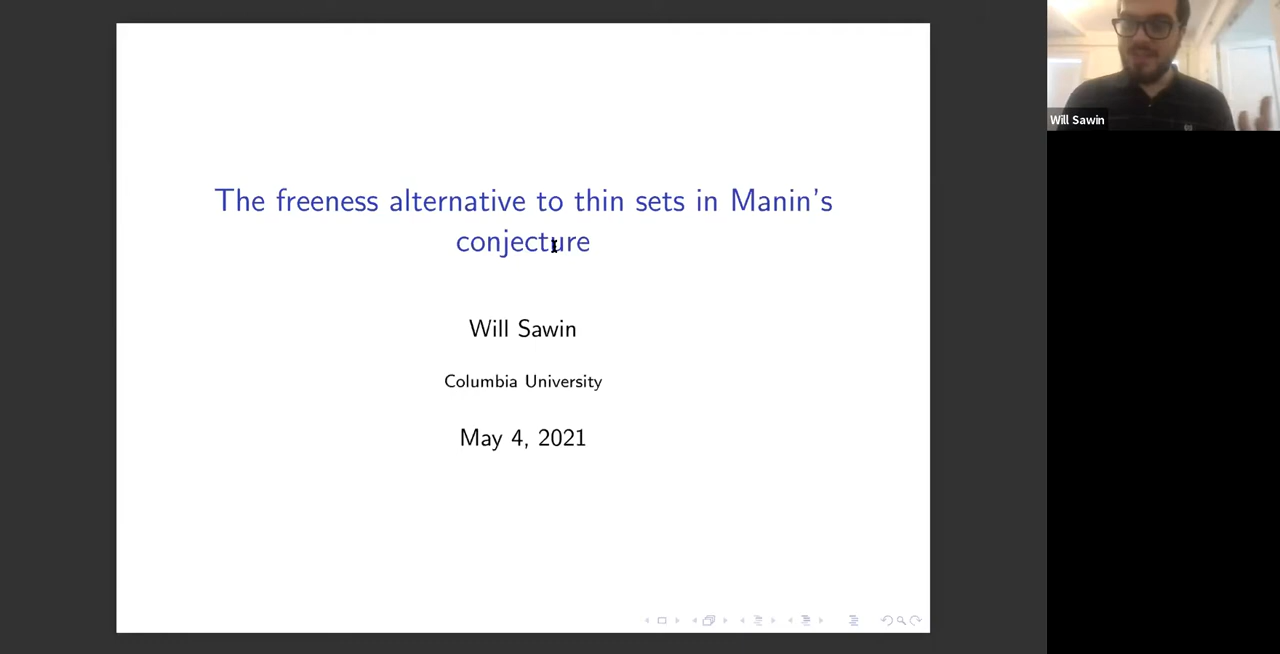 The freeness alternative to thin sets in Manin's
conjecture
Will Sawin
Columbia University
May 4, 2021
Will Sawin